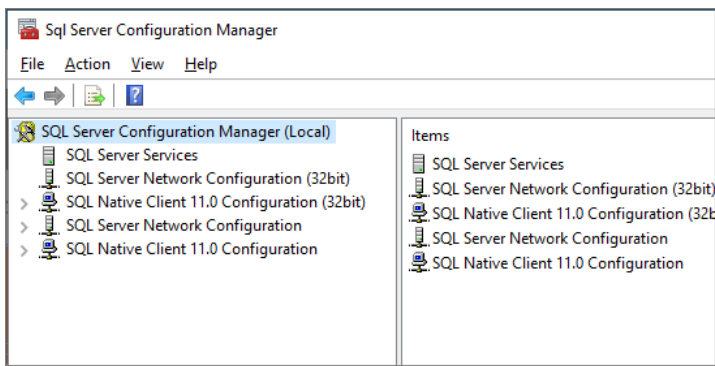 Sql Server Configuration Manager
File Action View Help
SQL Server Configuration Manager (Local)
SQL Server Services
SQL Server Network Configuration (32bit)
SQL Native Client 11.0 Configuration (32bit)
SQL Server Network Configuration
SQL Native Client 11.0 Configuration
Items
SQL Server Services
SQL Server Network Configuration (32bit)
SQL Native Client 11.0 Configuration (32b
SQL Server Network Configuration
SQL Native Client 11.0 Configuration